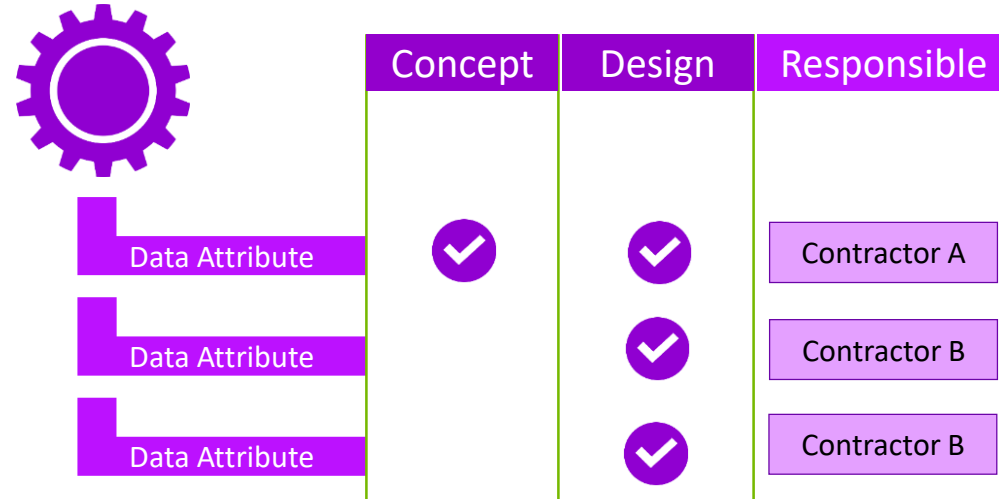 Concept Design Responsible
Data Attribute Contractor A
Data Attribute Contractor B
Data Attribute Contractor B